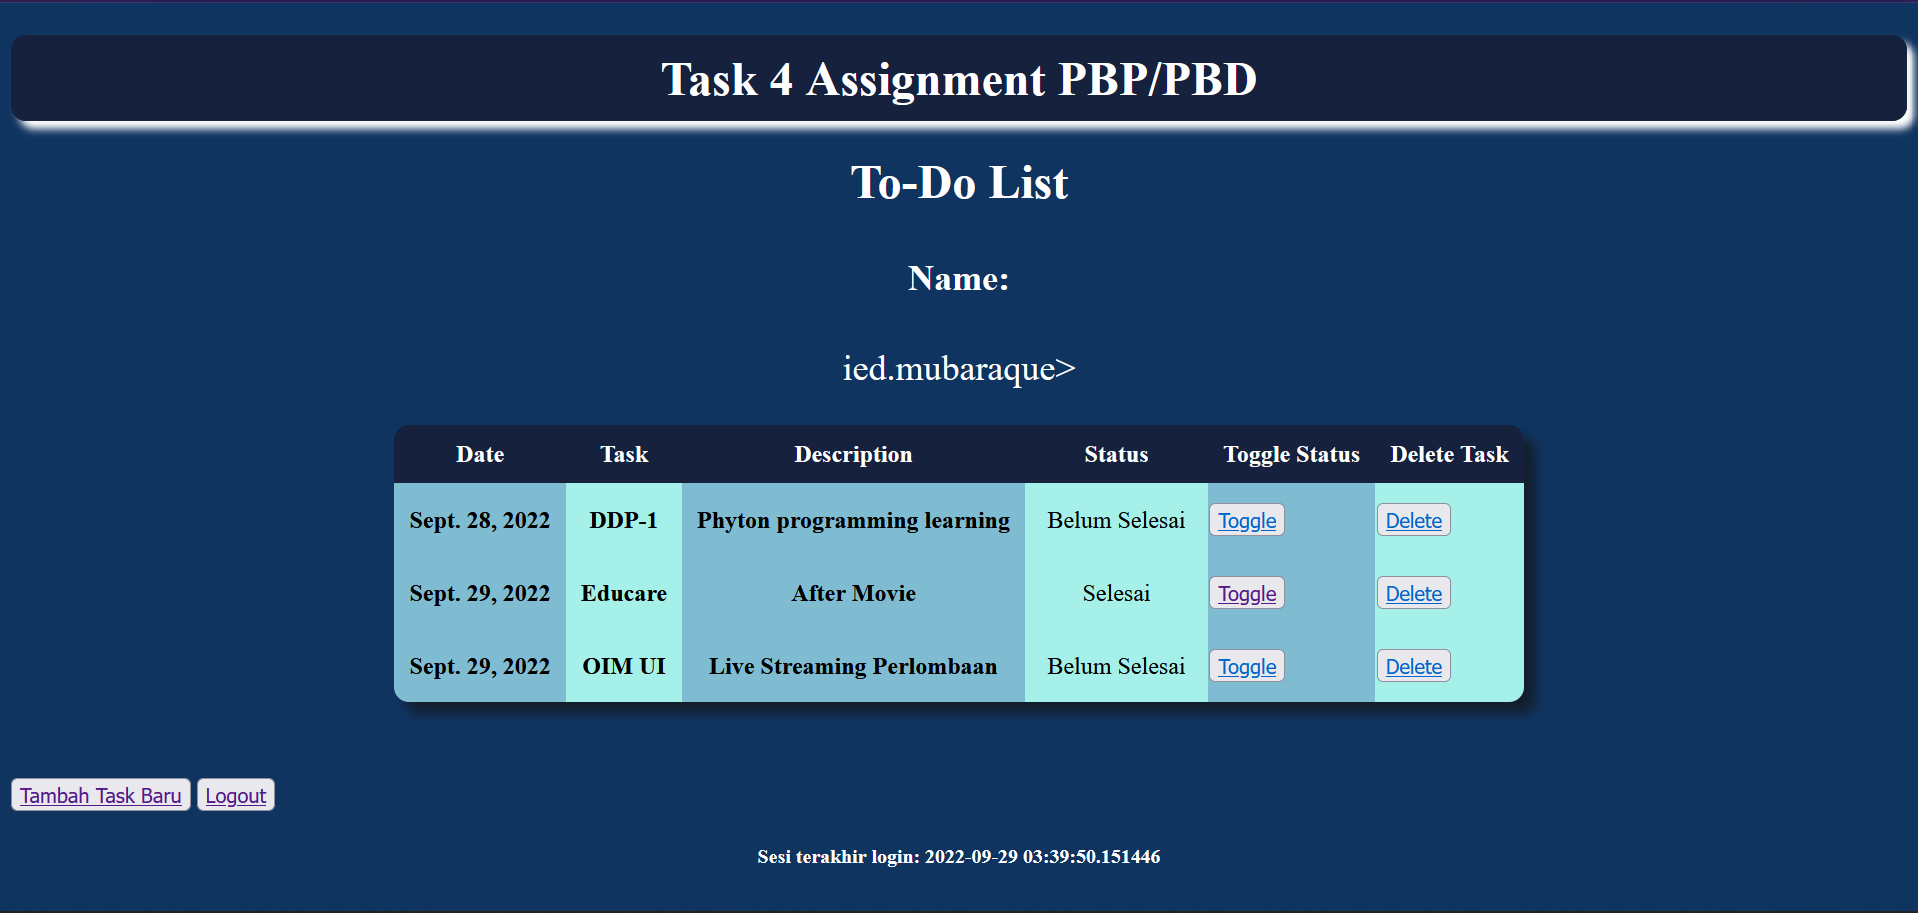 Task 4 Assignment PBP/PBD
To-Do List
Name:
ied.mubaraque>
Date Task Description Status Toggle Status Delete Task
Sept. 28, 2022 DDP-1 Phyton programming learning Belum Selesai Toggle Delete
Sept. 29, 2022 Educare After Movie Selesai Toggle Delete
Sept. 29, 2022 OIM UI Live Streaming Perlombaan Belum Selesai Toggle Delete
Tambah Task Baru Logout
Sesi terakhir login: 2022-09-29 03:39:50.151446